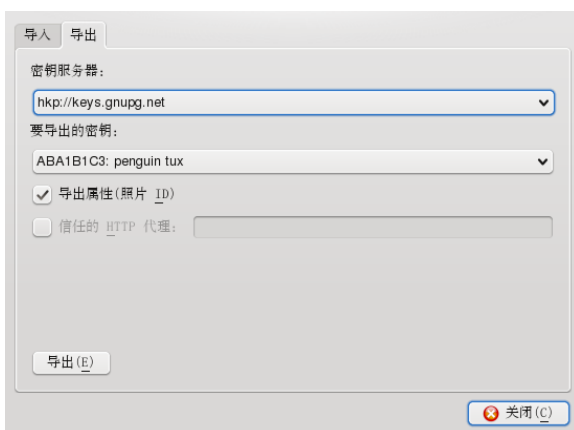 导入 导出
密钥服务器：
hkp://keys.gnupg.net
要导出的密钥：
ABA1B1C3: penguin tux
导出属性(照片 ID)
信任的 HTTP 代理：
导出(E)
关闭(C)